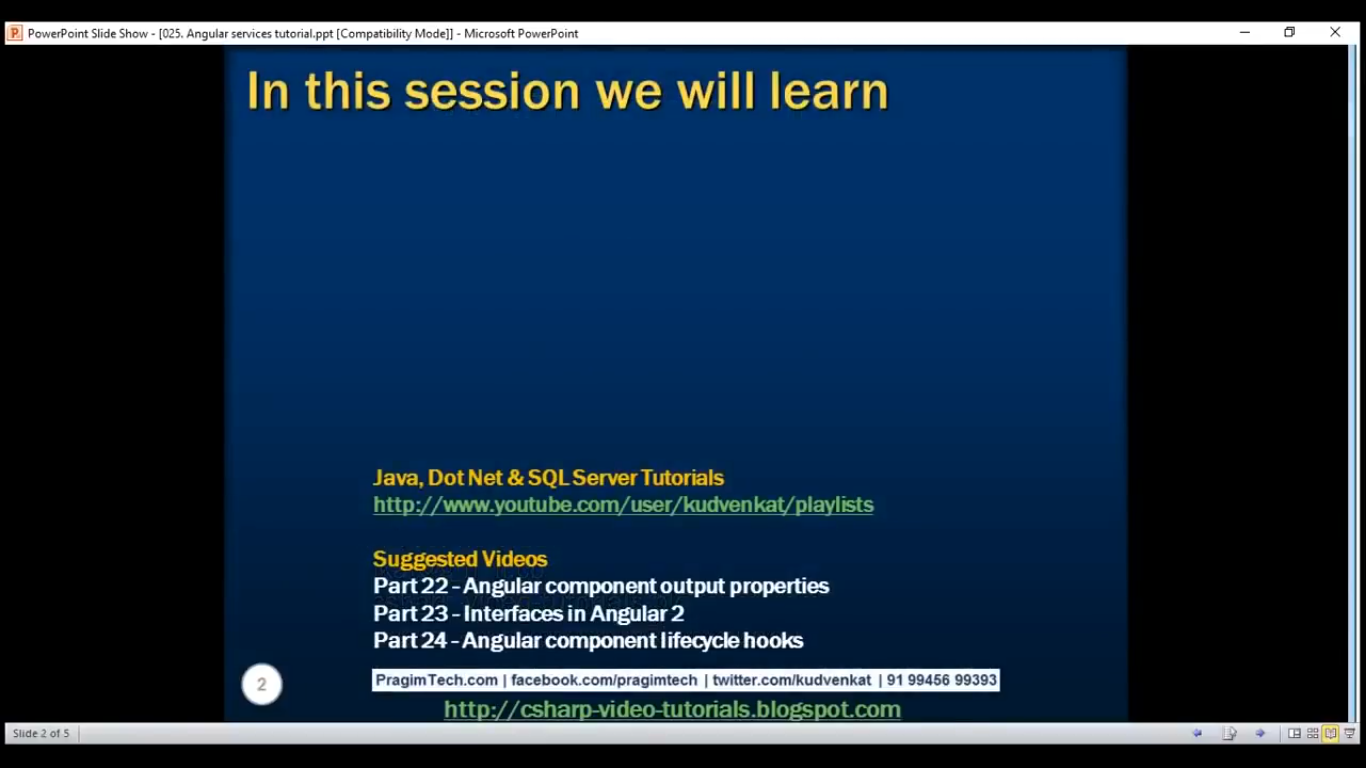 PowerPoint Slide Show - [025. Angular services tutorial.ppt [Compatibility Mode]] - Microsoft PowerPoint
In this session we will learn
Java, Dot Net & SQL Server Tutorials
http://www.youtube.com/user/kudvenkat/playlists
Suggested Videos
Part 22 - Angular component output properties
Part 23 - Interfaces in Angular 2
Part 24 - Angular component lifecycle hooks
2
PragimTech.com | facebook.com/pragimtech | twitter.com/kudvenkat | 91 99456 99393
http://csharp-video-tutorials.blogspot.com
Slide 2 of 5